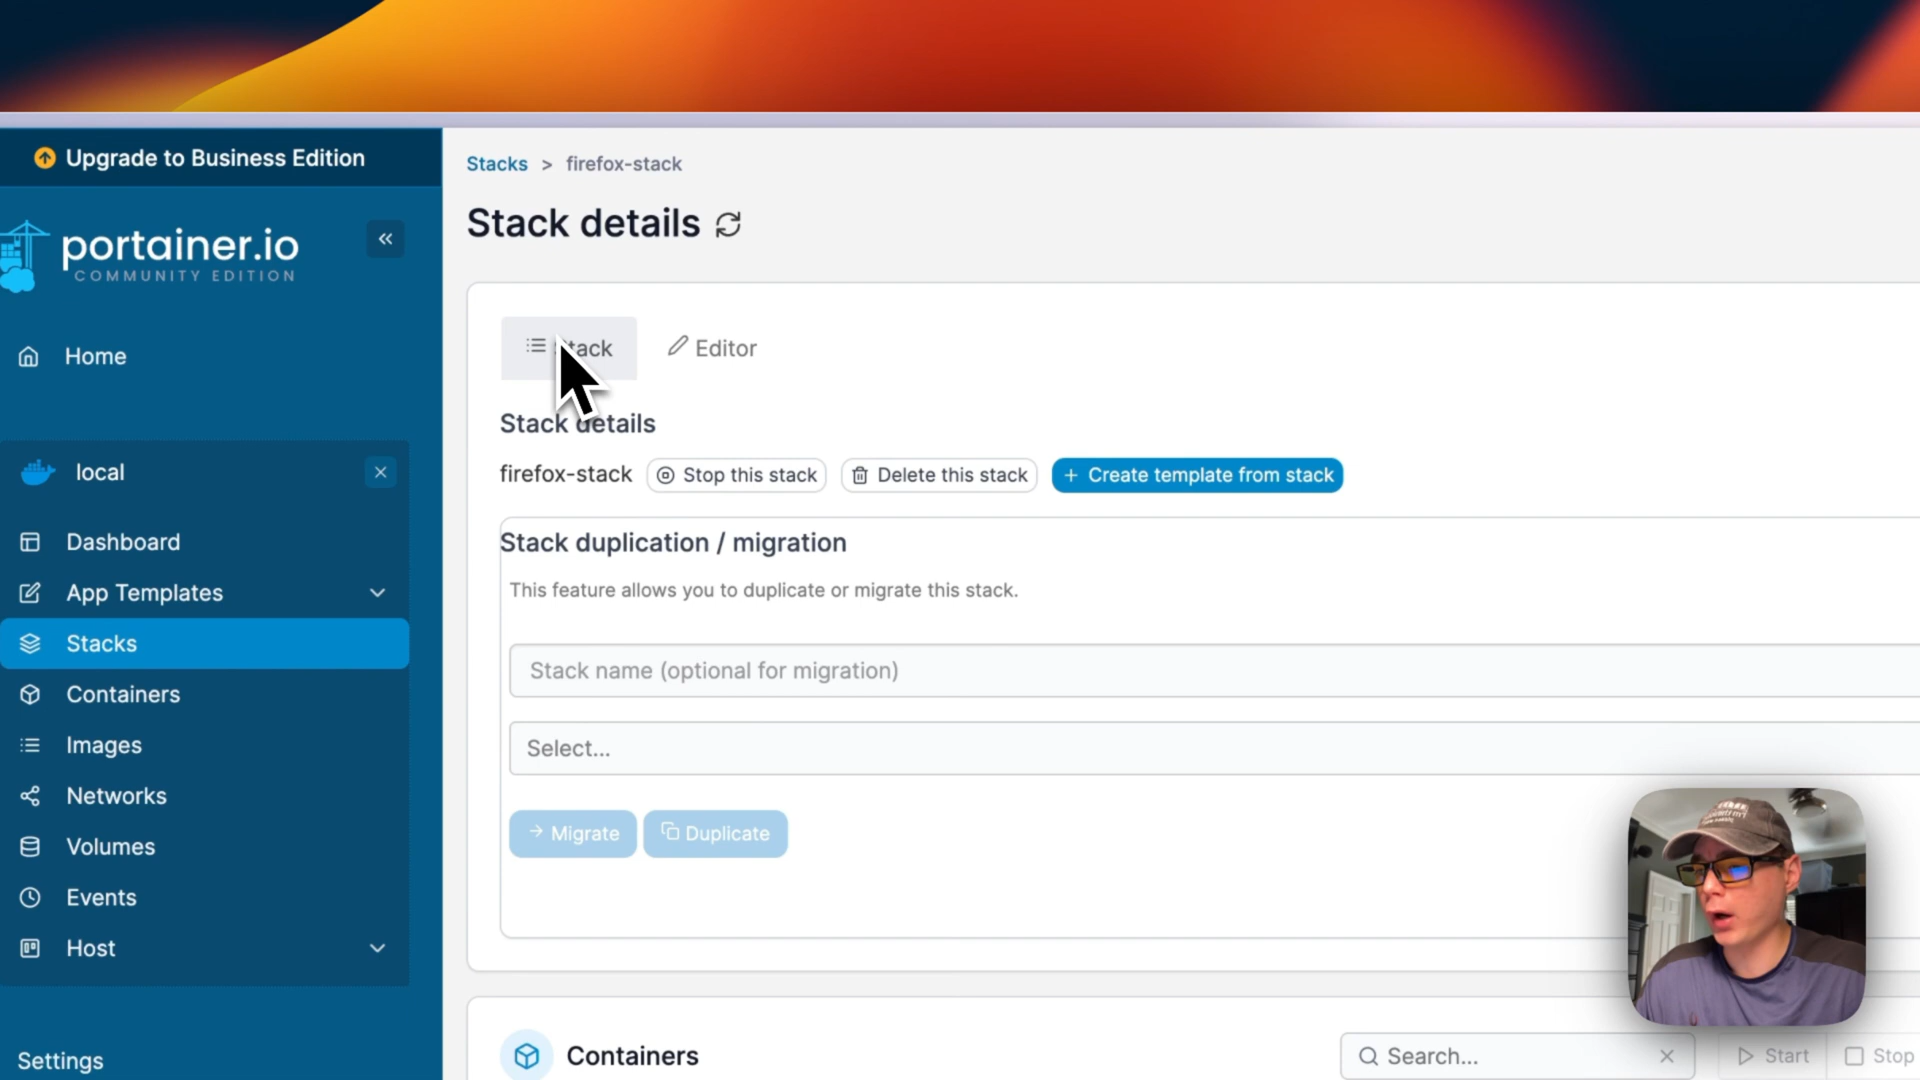 Upgrade to Business Edition
portainer.io
COMMUNITY EDITION
Home
local
Dashboard
App Templates
Stacks
Containers
Images
Networks
Volumes
Events
Host
Settings
Stacks > firefox-stack
Stack details
Stack Editor
Stack details
firefox-stack Stop this stack Delete this stack + Create template from stack
Stack duplication / migration
This feature allows you to duplicate or migrate this stack.
Stack name (optional for migration)
Select...
Migrate Duplicate
Containers Search... Start Stop